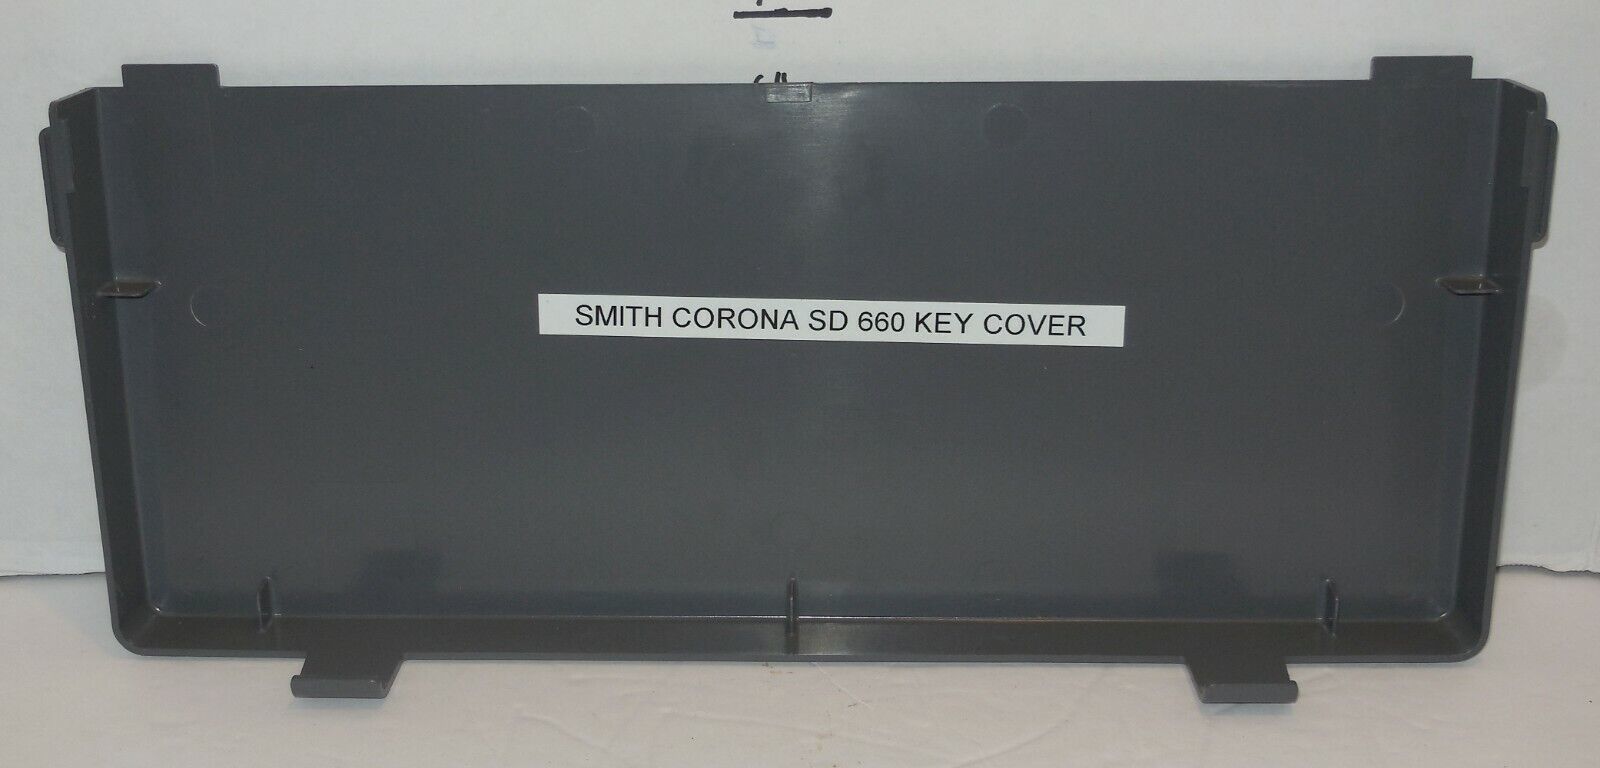 SMITH CORONA SD 660 KEY COVER